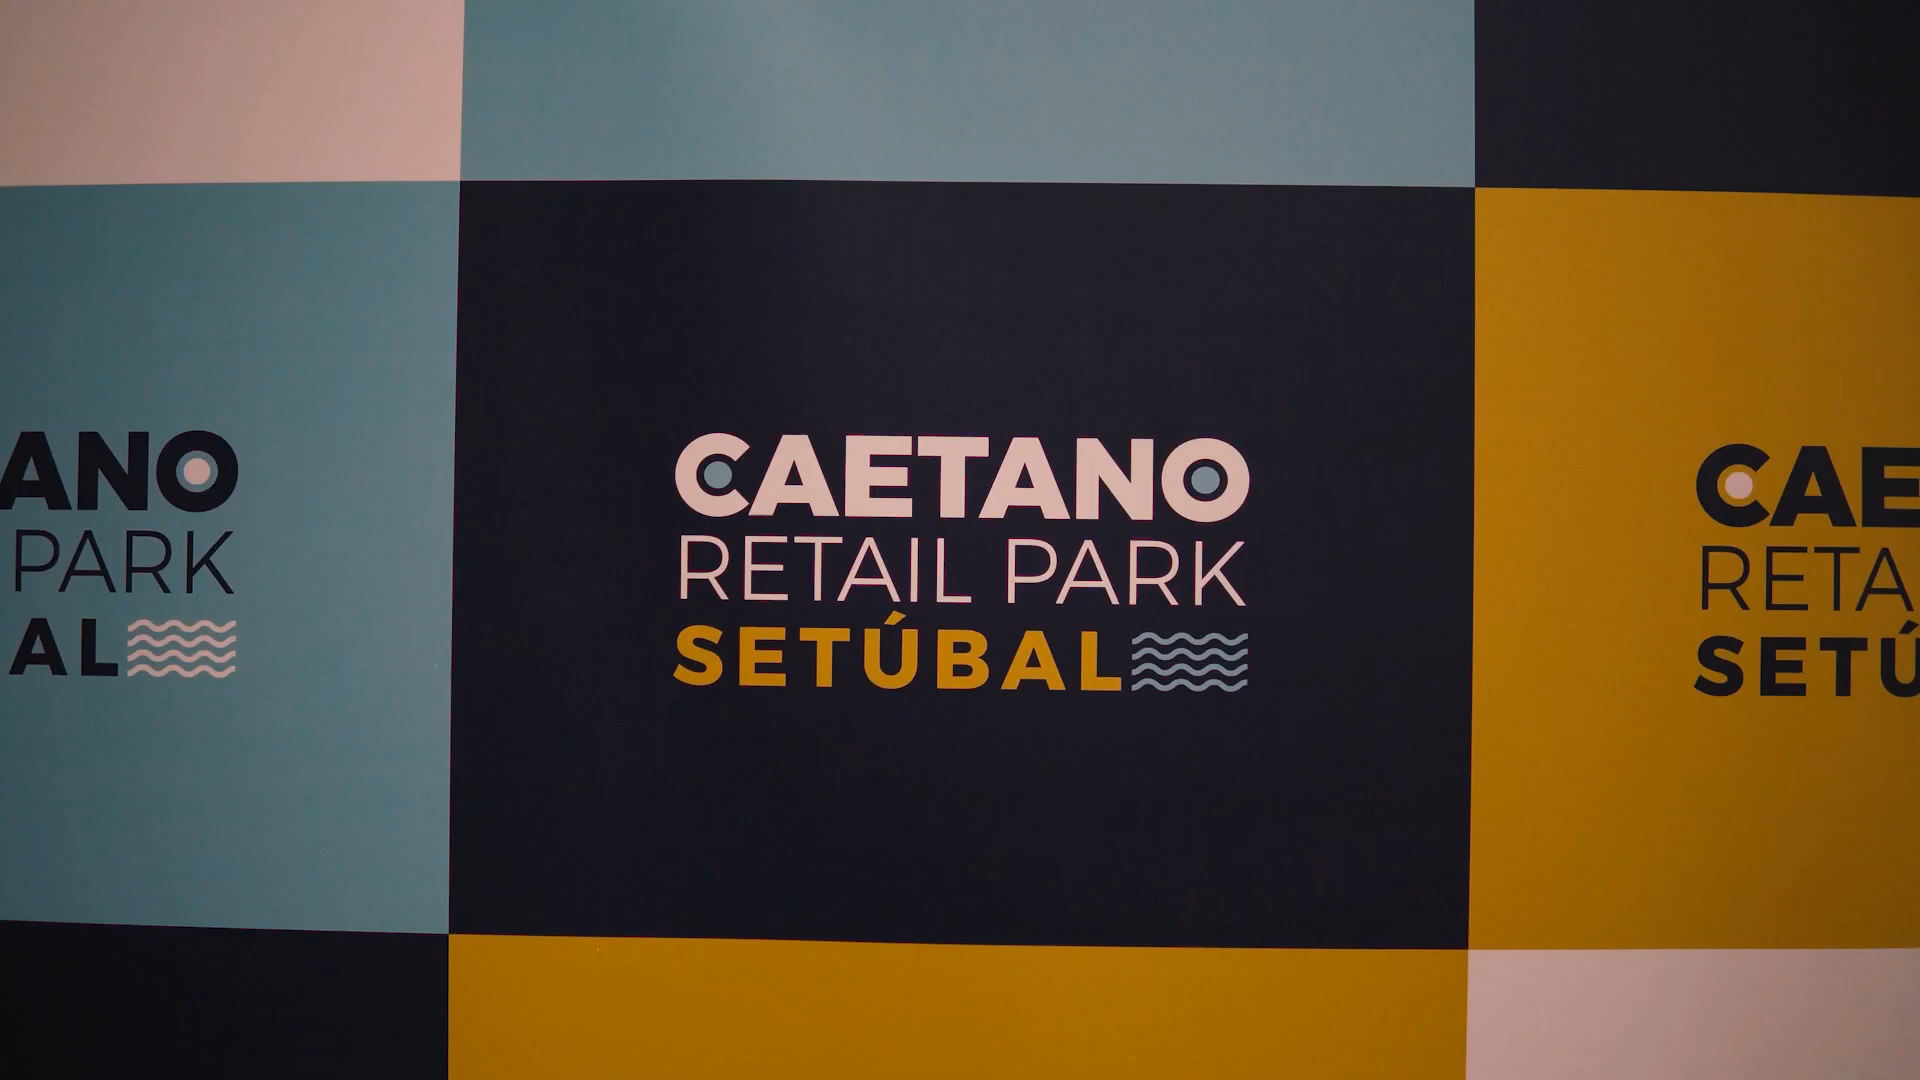 ANO
PARK
AL
CAETANO
RETAIL PARK
SETÚBAL
CAE
RETA
SETÚ